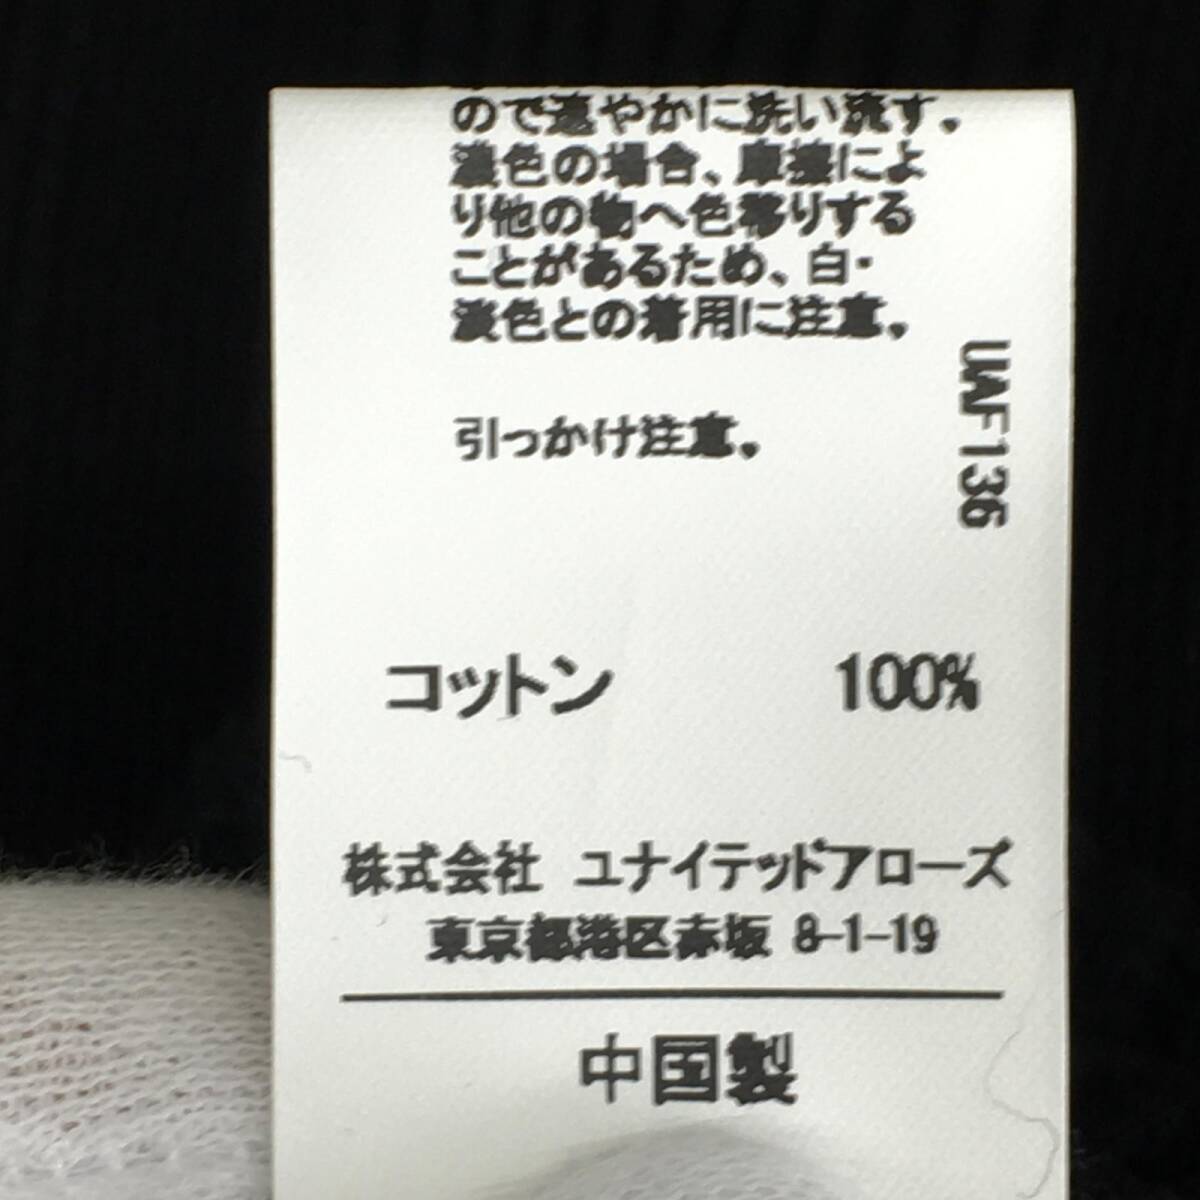 ので速やかに洗い流す。
濃色の場合、摩擦によ
り他の物へ色移りする
ことがあるため、白・
淡色との着用に注意。
引っかけ注意。
UAF136
コットン 100%
株式会社 ユナイテッドアローズ
東京都港区赤坂 8-1-19
中国製